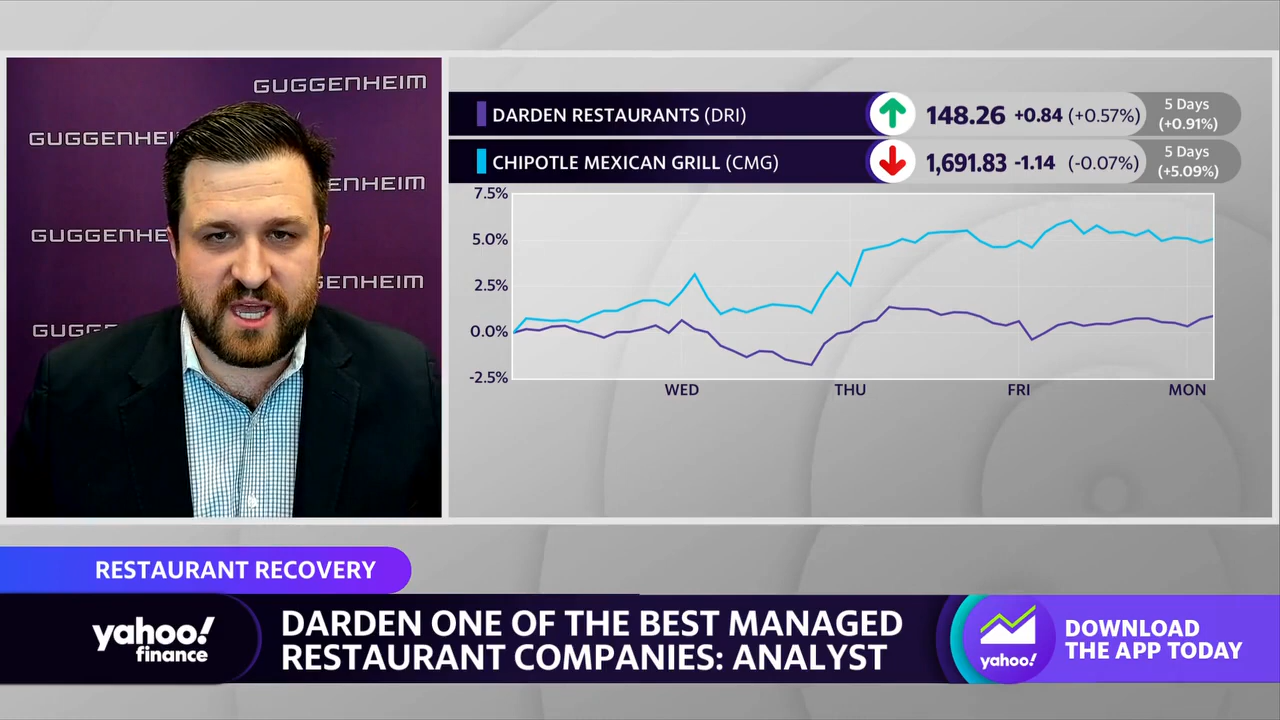 GUGGENHEIM
GUGGENHEI
ENHEIM
GUGGENHE
GENHEIM
GUGG
DARDEN RESTAURANTS (DRI) 148.26 +0.84 (+0.57%) 5 Days (+0.91%)
CHIPOTLE MEXICAN GRILL (CMG) 1,691.83 -1.14 (-0.07%) 5 Days (+5.09%)
7.5%
5.0%
2.5%
0.0%
-2.5%
WED THU FRI MON
RESTAURANT RECOVERY
yahoo!
finance
DARDEN ONE OF THE BEST MANAGED
RESTAURANT COMPANIES: ANALYST
yahoo!
DOWNLOAD
THE APP TODAY